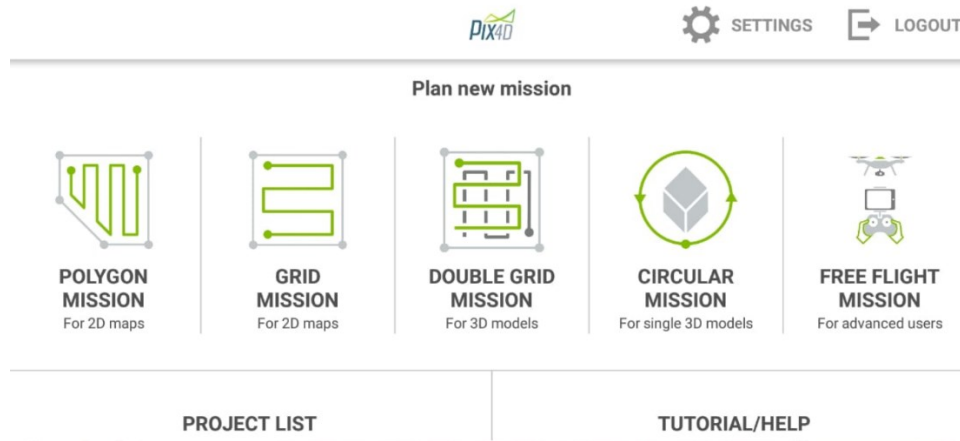 PIX4D
SETTINGS
LOGOUT
Plan new mission
POLYGON
MISSION
For 2D maps
GRID
MISSION
For 2D maps
DOUBLE GRID
MISSION
For 3D models
CIRCULAR
MISSION
For single 3D models
FREE FLIGHT
MISSION
For advanced users
PROJECT LIST
TUTORIAL/HELP